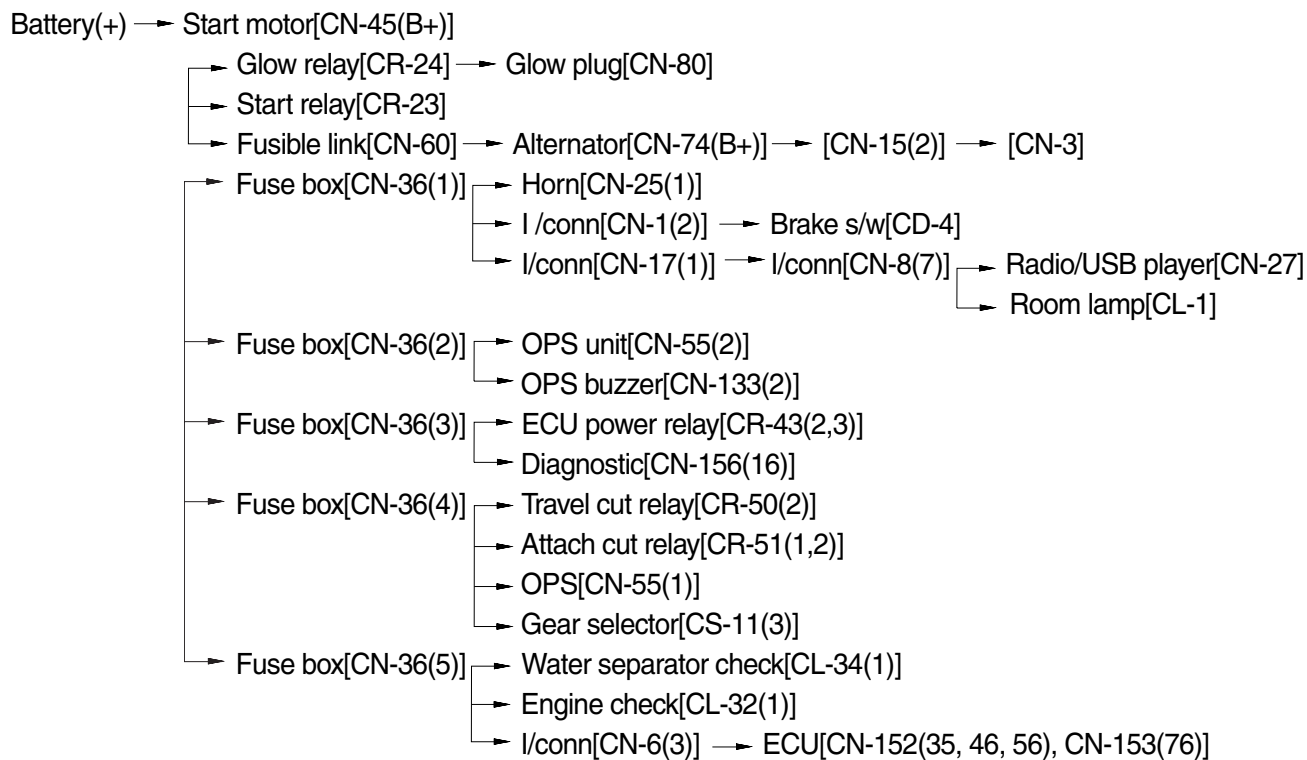 Battery(+) → Start motor[CN-45(B+)]
Glow relay[CR-24] → Glow plug[CN-80]
Start relay[CR-23]
Fusible link[CN-60] → Alternator[CN-74(B+)] → [CN-15(2)] → [CN-3]
Fuse box[CN-36(1)] → Horn[CN-25(1)]
I /conn[CN-1(2)] → Brake s/w[CD-4]
I/conn[CN-17(1)] → I/conn[CN-8(7)] → Radio/USB player[CN-27]
Room lamp[CL-1]
Fuse box[CN-36(2)] → OPS unit[CN-55(2)]
OPS buzzer[CN-133(2)]
Fuse box[CN-36(3)] → ECU power relay[CR-43(2,3)]
Diagnostic[CN-156(16)]
Fuse box[CN-36(4)] → Travel cut relay[CR-50(2)]
Attach cut relay[CR-51(1,2)]
OPS[CN-55(1)]
Gear selector[CS-11(3)]
Fuse box[CN-36(5)] → Water separator check[CL-34(1)]
Engine check[CL-32(1)]
I/conn[CN-6(3)] → ECU[CN-152(35, 46, 56), CN-153(76)]